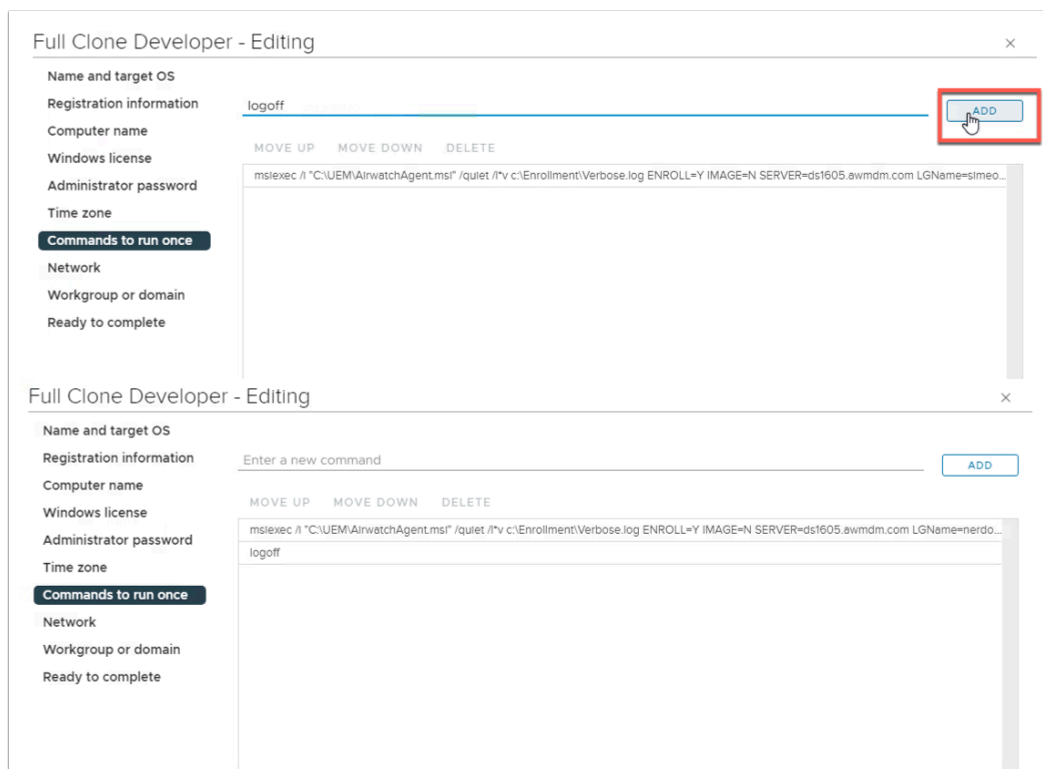 Full Clone Developer - Editing
Name and target OS
Registration information
logoff
ADD
Computer name
Windows license
MOVE UP MOVE DOWN DELETE
Administrator password
msiexec /i "C:\UEM\AirwatchAgent.msi" /quiet /l*v c:\Enrollment\Verbose.log ENROLL=Y IMAGE=N SERVER=ds1605.awmdm.com LGName=simeo...
Time zone
Commands to run once
Network
Workgroup or domain
Ready to complete
Full Clone Developer - Editing
Name and target OS
Registration information
Enter a new command
ADD
Computer name
Windows license
MOVE UP MOVE DOWN DELETE
Administrator password
msiexec /i "C:\UEM\AirwatchAgent.msi" /quiet /l*v c:\Enrollment\Verbose.log ENROLL=Y IMAGE=N SERVER=ds1605.awmdm.com LGName=nerdo...
logoff
Time zone
Commands to run once
Network
Workgroup or domain
Ready to complete